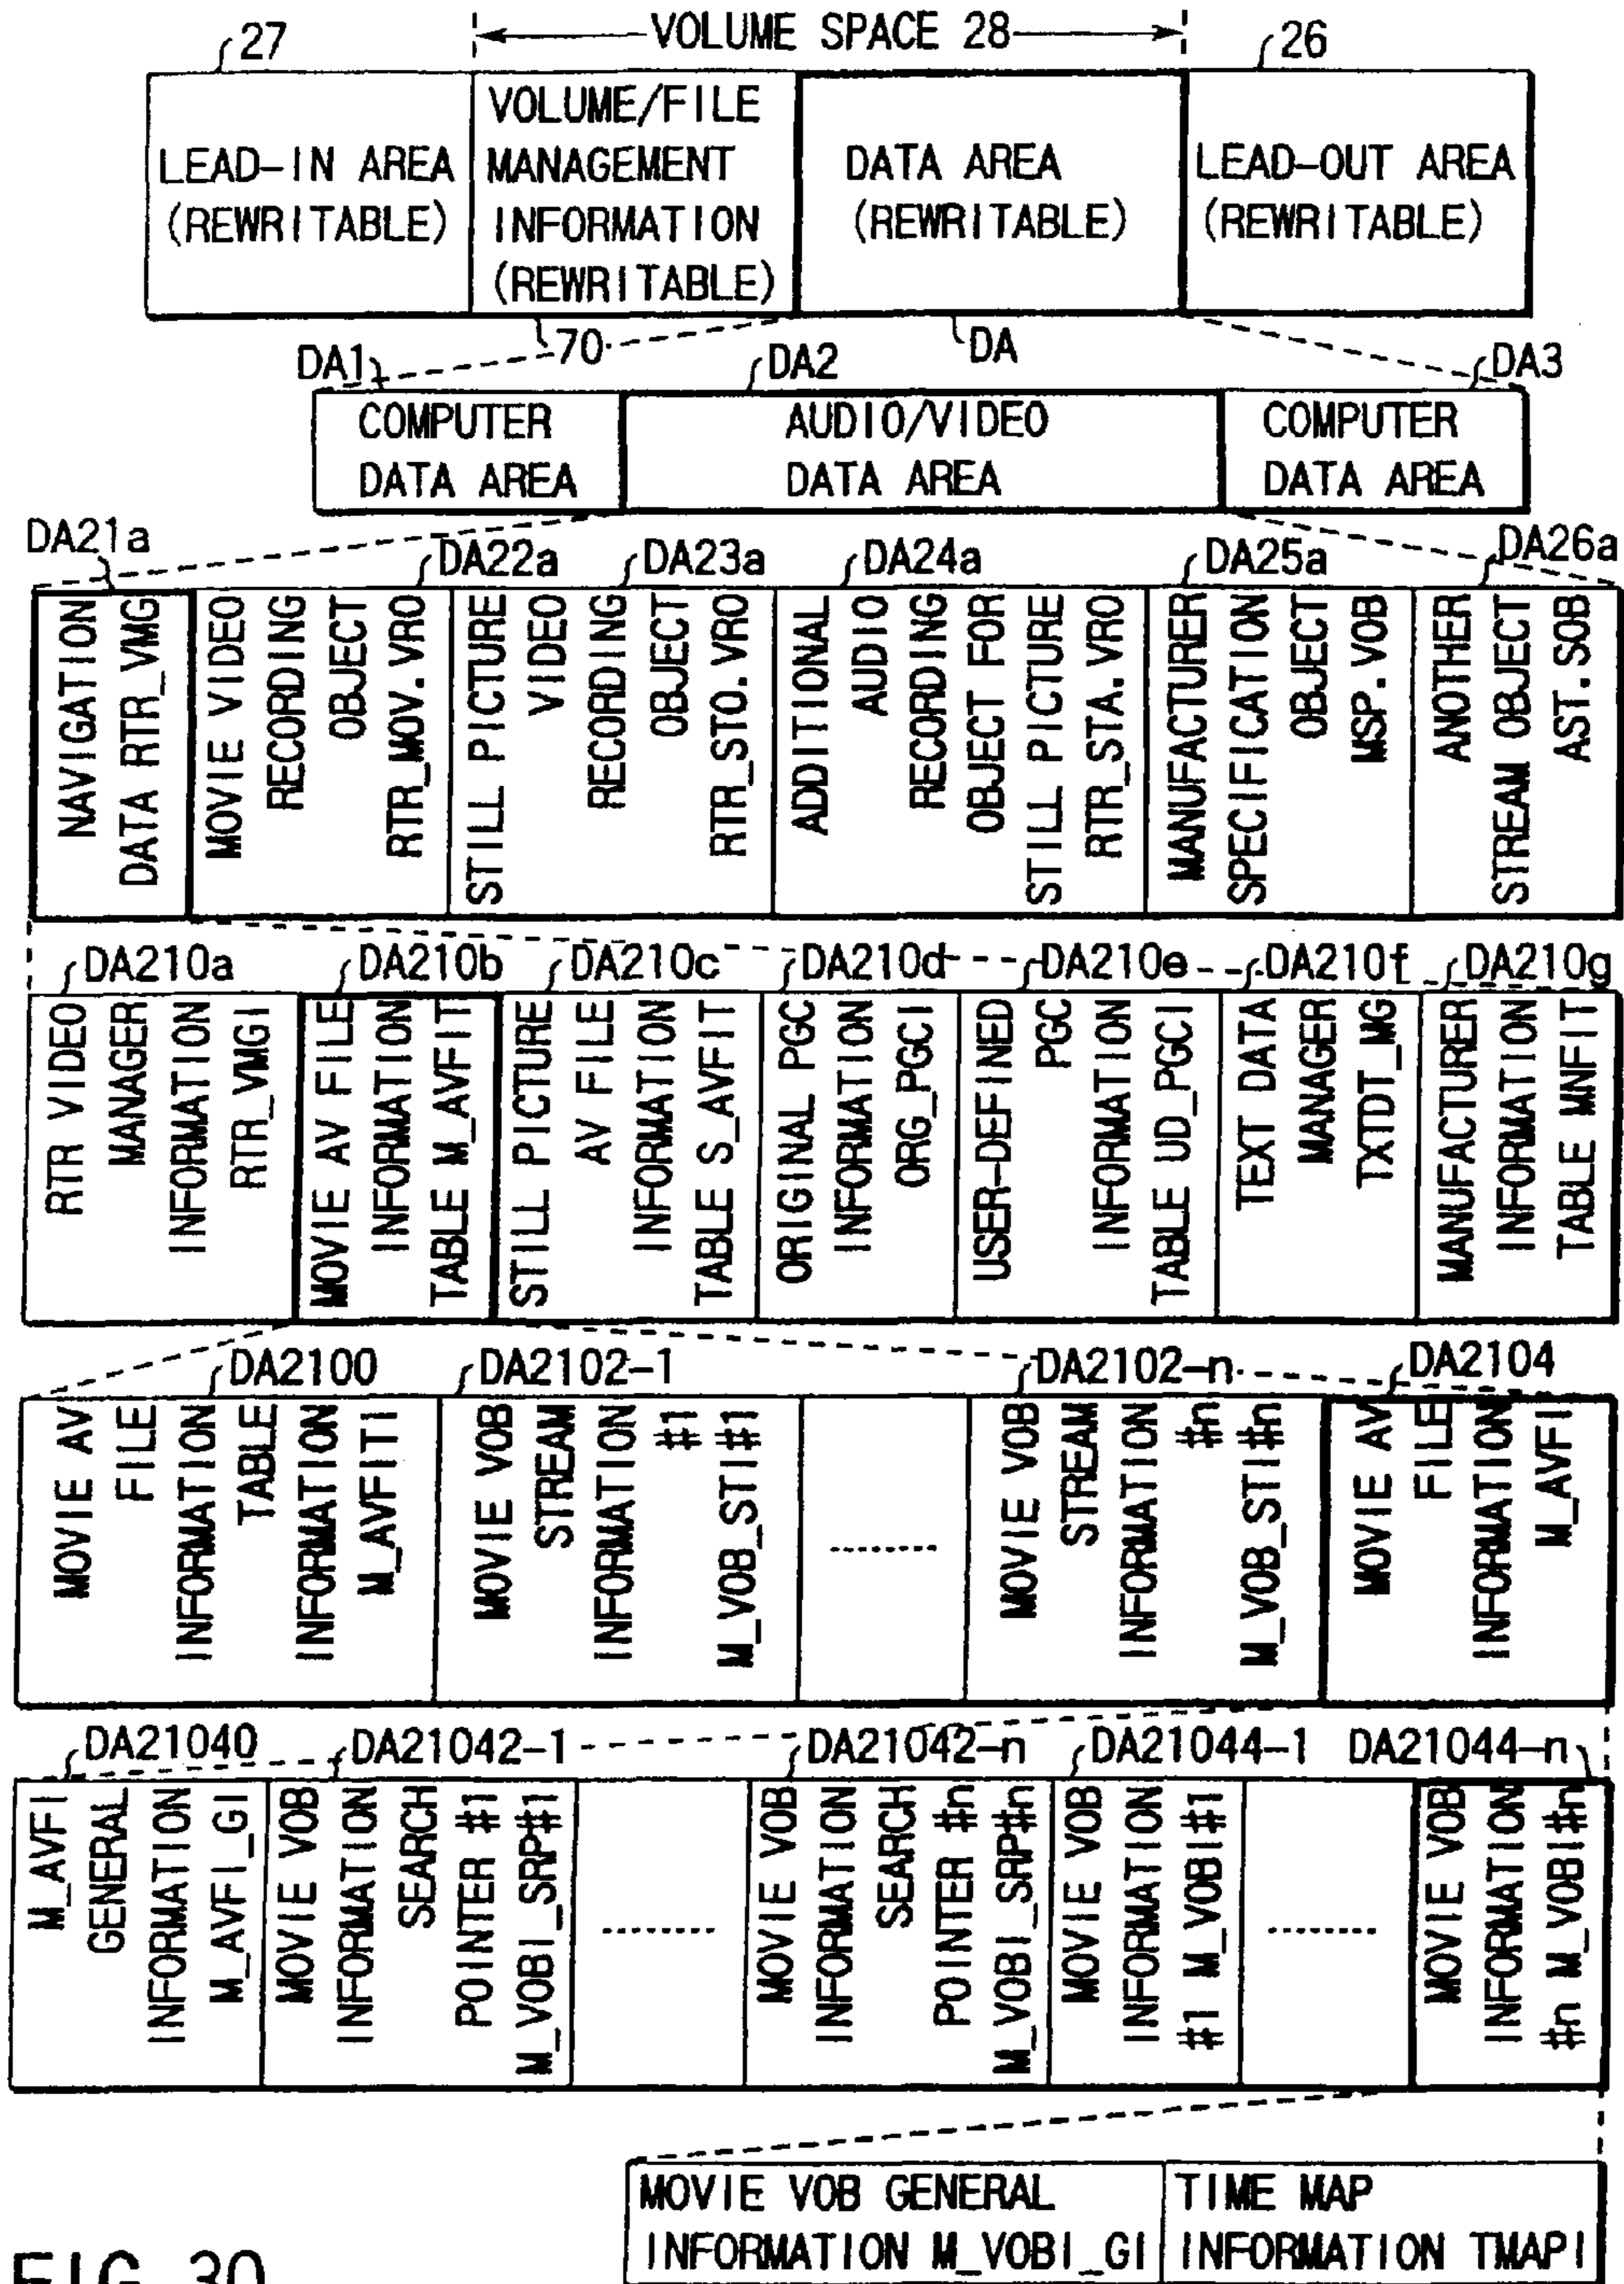 27
VOLUME SPACE 28
26
LEAD-IN AREA
(REWRITABLE)
VOLUME/FILE
MANAGEMENT
INFORMATION
(REWRITABLE)
DATA AREA
(REWRITABLE)
LEAD-OUT AREA
(REWRITABLE)
70
DA
DA1
DA2
DA3
COMPUTER
DATA AREA
AUDIO/VIDEO
DATA AREA
COMPUTER
DATA AREA
DA21a
DA22a
DA23a
DA24a
DA25a
DA26a
NAVIGATION
DATA RTR_VMG
MOVIE VIDEO
RECORDING
OBJECT
RTR_MOV.VRO
STILL PICTURE
VIDEO
RECORDING
OBJECT
RTR_STO.VRO
ADDITIONAL
AUDIO
RECORDING
OBJECT FOR
STILL PICTURE
RTR_STA.VRO
MANUFACTURER
SPECIFICATION
OBJECT
MSP.VOB
ANOTHER
STREAM OBJECT
AST.SOB
DA210a
DA210b
DA210c
DA210d
DA210e
DA210f
DA210g
RTR VIDEO
MANAGER
INFORMATION
RTR_VMGI
MOVIE AV FILE
INFORMATION
TABLE M_AVFIT
STILL PICTURE
AV FILE
INFORMATION
TABLE S_AVFIT
ORIGINAL PGC
INFORMATION
ORG_PGCI
USER-DEFINED
PGC
INFORMATION
TABLE UD_PGCI
TEXT DATA
MANAGER
TXTDT_MG
MANUFACTURER
INFORMATION
TABLE MNFIT
DA2100
DA2102-1
DA2102-n
DA2104
MOVIE AV
FILE
INFORMATION
TABLE
INFORMATION
M_AVFITI
MOVIE VOB
STREAM
INFORMATION
#1
M_VOB_STI#1
MOVIE VOB
STREAM
INFORMATION
#n
M_VOB_STI#n
MOVIE AV
FILE
INFORMATION
M_AVFI
DA21040
DA21042-1
DA21042-n
DA21044-1
DA21044-n
M_AVFI
GENERAL
INFORMATION
M_AVFI_GI
MOVIE VOB
INFORMATION
SEARCH
POINTER #1
M_VOBI_SRP#1
MOVIE VOB
INFORMATION
SEARCH
POINTER #n
M_VOBI_SRP#n
MOVIE VOB
INFORMATION
#1 M_VOBI#1
MOVIE VOB
INFORMATION
#n M_VOBI#n
MOVIE VOB GENERAL
INFORMATION M_VOBI_GI
TIME MAP
INFORMATION TMAPI
FIG. 30